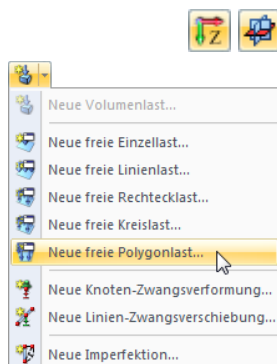 Z
Neue Volumenlast...
Neue freie Einzellast...
Neue freie Linienlast...
Neue freie Rechtecklast...
Neue freie Kreislast...
Neue freie Polygonlast...
Neue Knoten-Zwangsverformung...
Neue Linien-Zwangsverschiebung...
Neue Imperfektion...